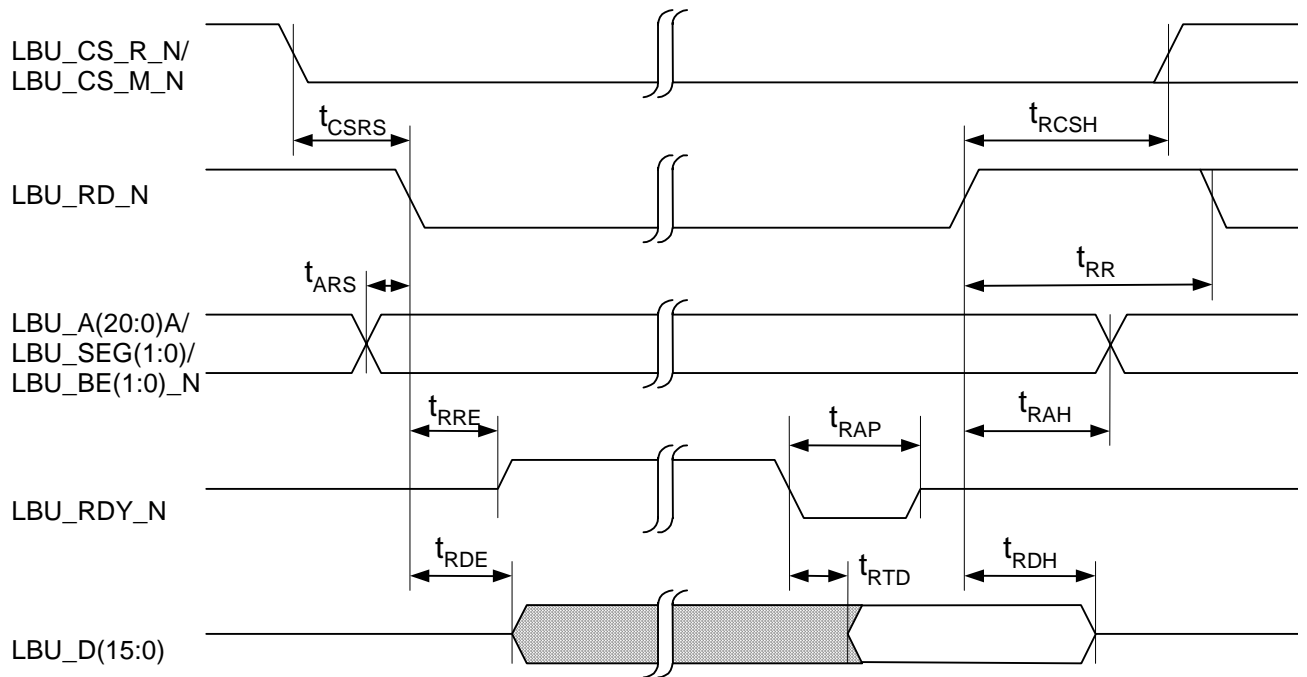 LBU_CS_R_N/
LBU_CS_M_N
tCSRS
tRCSH
LBU_RD_N
tARS
tRR
LBU_A(20:0)A/
LBU_SEG(1:0)/
LBU_BE(1:0)_N
tRRE
tRAP
tRAH
LBU_RDY_N
tRDE
tRTD
tRDH
LBU_D(15:0)